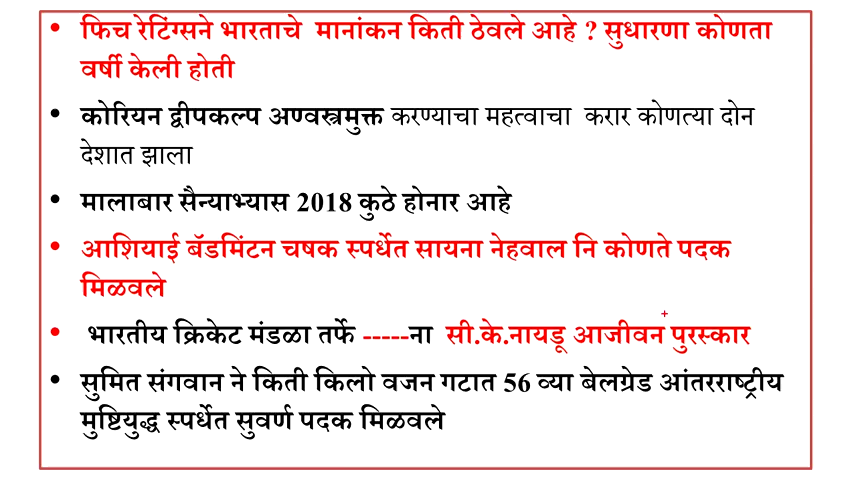 • फिच रेटिंग्सने भारताचे मानांकन किती ठेवले आहे ? सुधारणा कोणता
वर्षी केली होती
• कोरियन द्वीपकल्प अण्वस्त्रमुक्त करण्याचा महत्वाचा करार कोणत्या दोन
देशात झाला
• मालाबार सैन्याभ्यास 2018 कुठे होनार आहे
• आशियाई बॅडमिंटन चषक स्पर्धेत सायना नेहवाल नि कोणते पदक
मिळवले
• भारतीय क्रिकेट मंडळा तर्फे -----ना सी.के.नायडू आजीवन पुरस्कार
• सुमित संगवान ने किती किलो वजन गटात 56 व्या बेलग्रेड आंतरराष्ट्रीय
मुष्टियुद्ध स्पर्धेत सुवर्ण पदक मिळवले